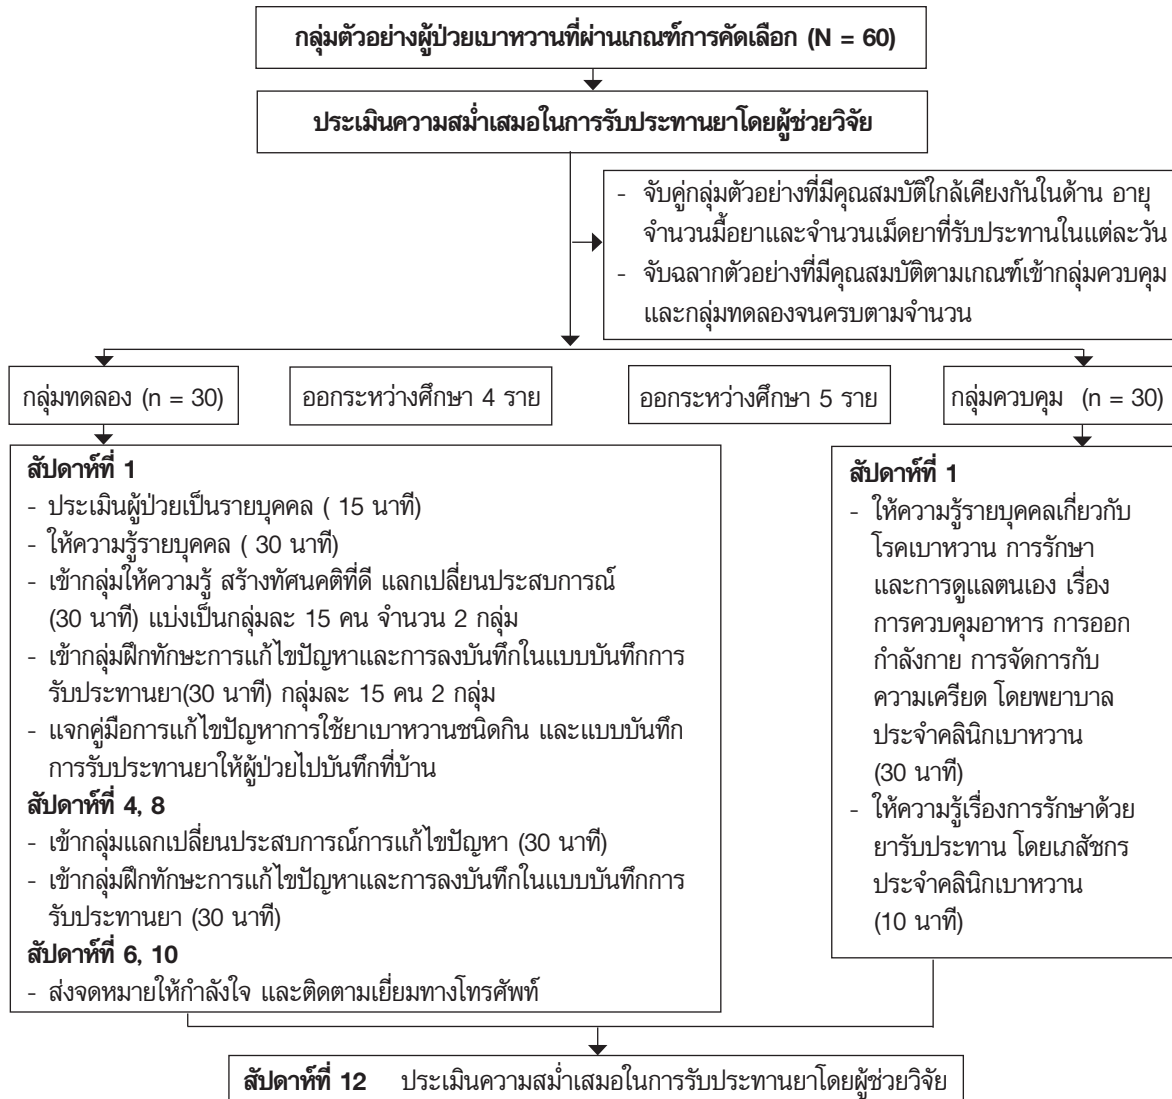 กลุ่มตัวอย่างผู้ป่วยเบาหวานที่ผ่านเกณฑ์การคัดเลือก (N = 60)
ประเมินความสม่ำเสมอในการรับประทานยาโดยผู้ช่วยวิจัย
- จับคู่กลุ่มตัวอย่างที่มีคุณสมบัติใกล้เคียงกันในด้าน อายุ
จำนวนมื้อยาและจำนวนเม็ดยาที่รับประทานในแต่ละวัน
- จับฉลากตัวอย่างที่มีคุณสมบัติตามเกณฑ์เข้ากลุ่มควบคุม
และกลุ่มทดลองจนครบตามจำนวน
กลุ่มทดลอง (n = 30)
ออกระหว่างศึกษา 4 ราย
ออกระหว่างศึกษา 5 ราย
กลุ่มควบคุม (n = 30)
สัปดาห์ที่ 1
- ประเมินผู้ป่วยเป็นรายบุคคล ( 15 นาที)
- ให้ความรู้รายบุคคล ( 30 นาที)
- เข้ากลุ่มให้ความรู้ สร้างทัศนคติที่ดี แลกเปลี่ยนประสบการณ์
(30 นาที) แบ่งเป็นกลุ่มละ 15 คน จำนวน 2 กลุ่ม
- เข้ากลุ่มฝึกทักษะการแก้ไขปัญหาและการลงบันทึกในแบบบันทึกการ
รับประทานยา(30 นาที) กลุ่มละ 15 คน 2 กลุ่ม
- แจกคู่มือการแก้ไขปัญหาการใช้ยาเบาหวานชนิดกิน และแบบบันทึก
การรับประทานยาให้ผู้ป่วยไปบันทึกที่บ้าน
สัปดาห์ที่ 4, 8
- เข้ากลุ่มแลกเปลี่ยนประสบการณ์การแก้ไขปัญหา (30 นาที)
- เข้ากลุ่มฝึกทักษะการแก้ไขปัญหาและการลงบันทึกในแบบบันทึกการ
รับประทานยา (30 นาที)
สัปดาห์ที่ 6, 10
- ส่งจดหมายให้กำลังใจ และติดตามเยี่ยมทางโทรศัพท์
สัปดาห์ที่ 1
- ให้ความรู้รายบุคคลเกี่ยวกับ
โรคเบาหวาน การรักษา
และการดูแลตนเอง เรื่อง
การควบคุมอาหาร การออก
กำลังกาย การจัดการกับ
ความเครียด โดยพยาบาล
ประจำคลินิกเบาหวาน
(30 นาที)
- ให้ความรู้เรื่องการรักษาด้วย
ยารับประทาน โดยเภสัชกร
ประจำคลินิกเบาหวาน
(10 นาที)
สัปดาห์ที่ 12 ประเมินความสม่ำเสมอในการรับประทานยาโดยผู้ช่วยวิจัย